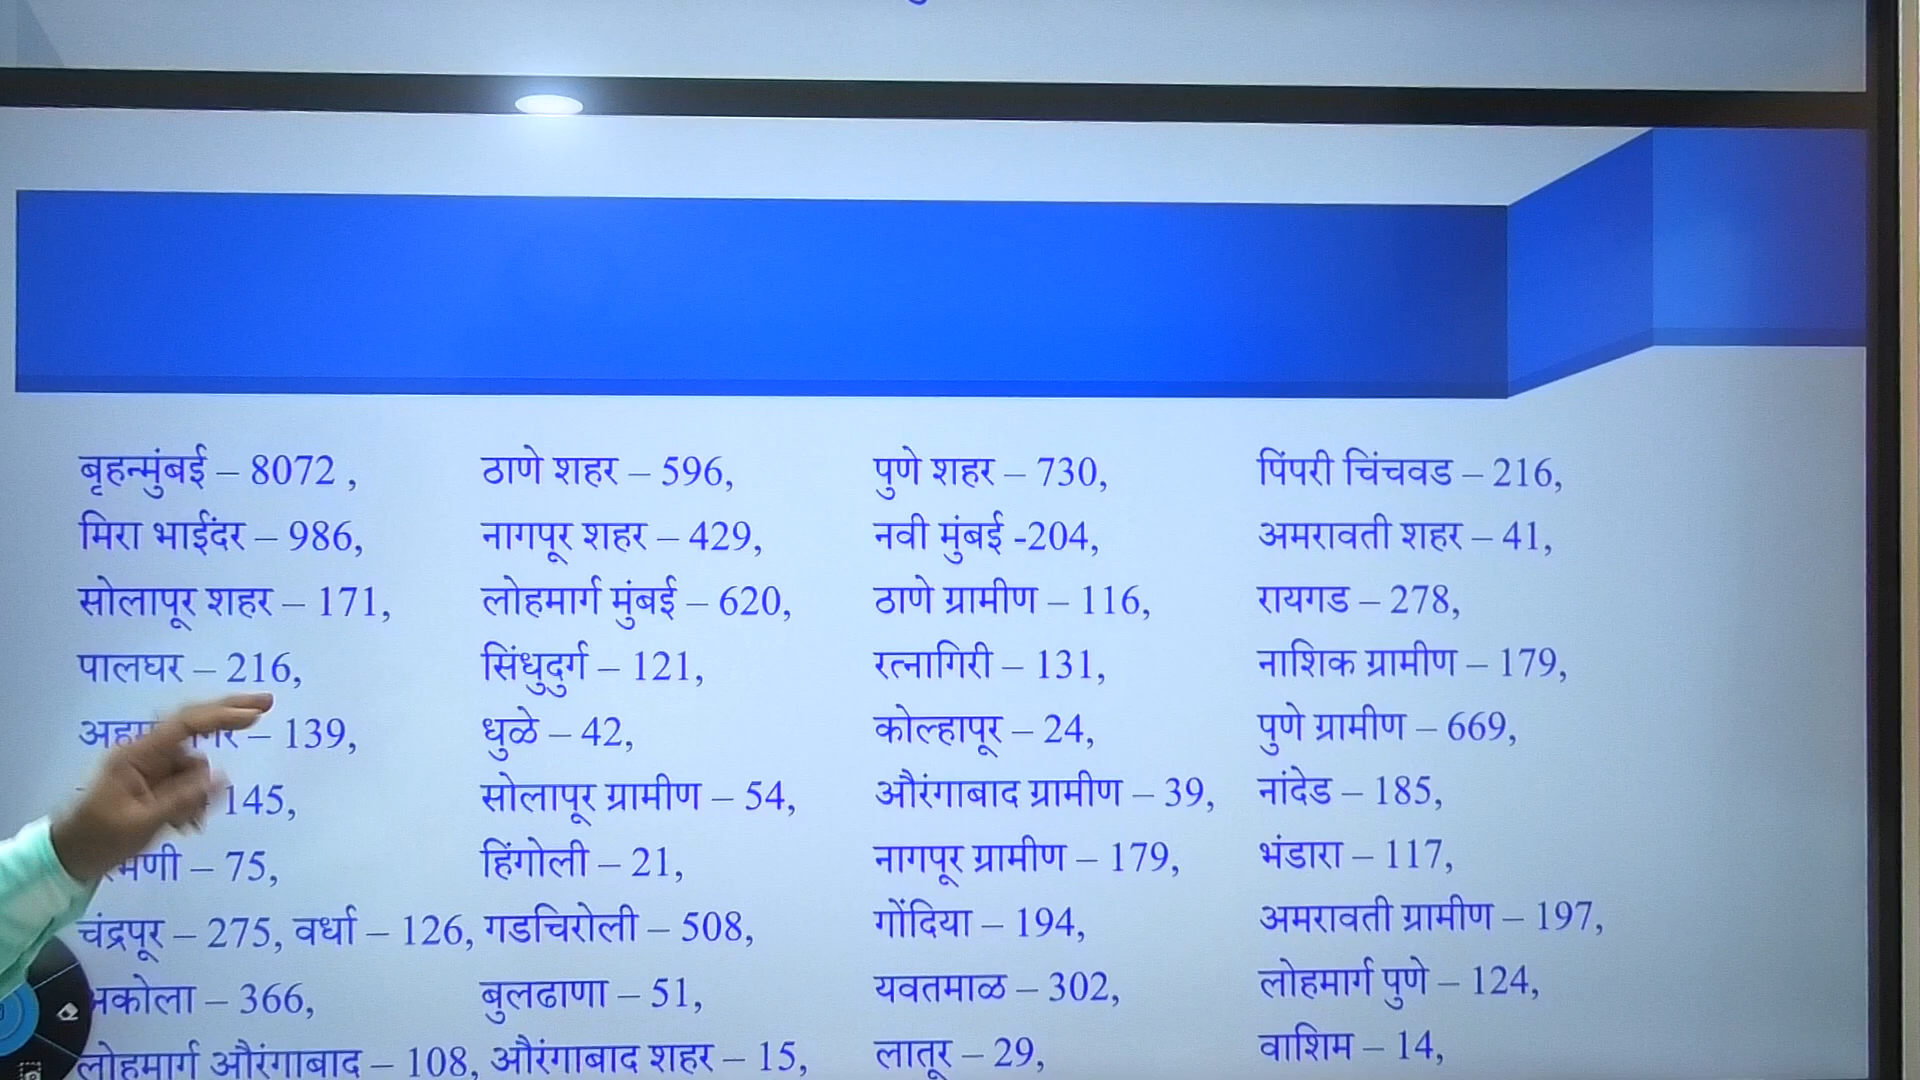 बृहन्मुंबई – 8072 , ठाणे शहर – 596, पुणे शहर – 730, पिंपरी चिंचवड – 216,
मिरा भाईंदर – 986, नागपूर शहर – 429, नवी मुंबई -204, अमरावती शहर – 41,
सोलापूर शहर – 171, लोहमार्ग मुंबई – 620, ठाणे ग्रामीण – 116, रायगड – 278,
पालघर – 216, सिंधुदुर्ग – 121, रत्नागिरी – 131, नाशिक ग्रामीण – 179,
– 139, धुळे – 42, कोल्हापूर – 24, पुणे ग्रामीण – 669,
145, सोलापूर ग्रामीण – 54, औरंगाबाद ग्रामीण – 39, नांदेड – 185,
– 75, हिंगोली – 21, नागपूर ग्रामीण – 179, भंडारा – 117,
चंद्रपूर – 275, वर्धा – 126, गडचिरोली – 508, गोंदिया – 194, अमरावती ग्रामीण – 197,
अकोला – 366, बुलढाणा – 51, यवतमाळ – 302, लोहमार्ग पुणे – 124,
लोहमार्ग औरंगाबाद – 108, औरंगाबाद शहर – 15, लातूर – 29, वाशिम – 14,